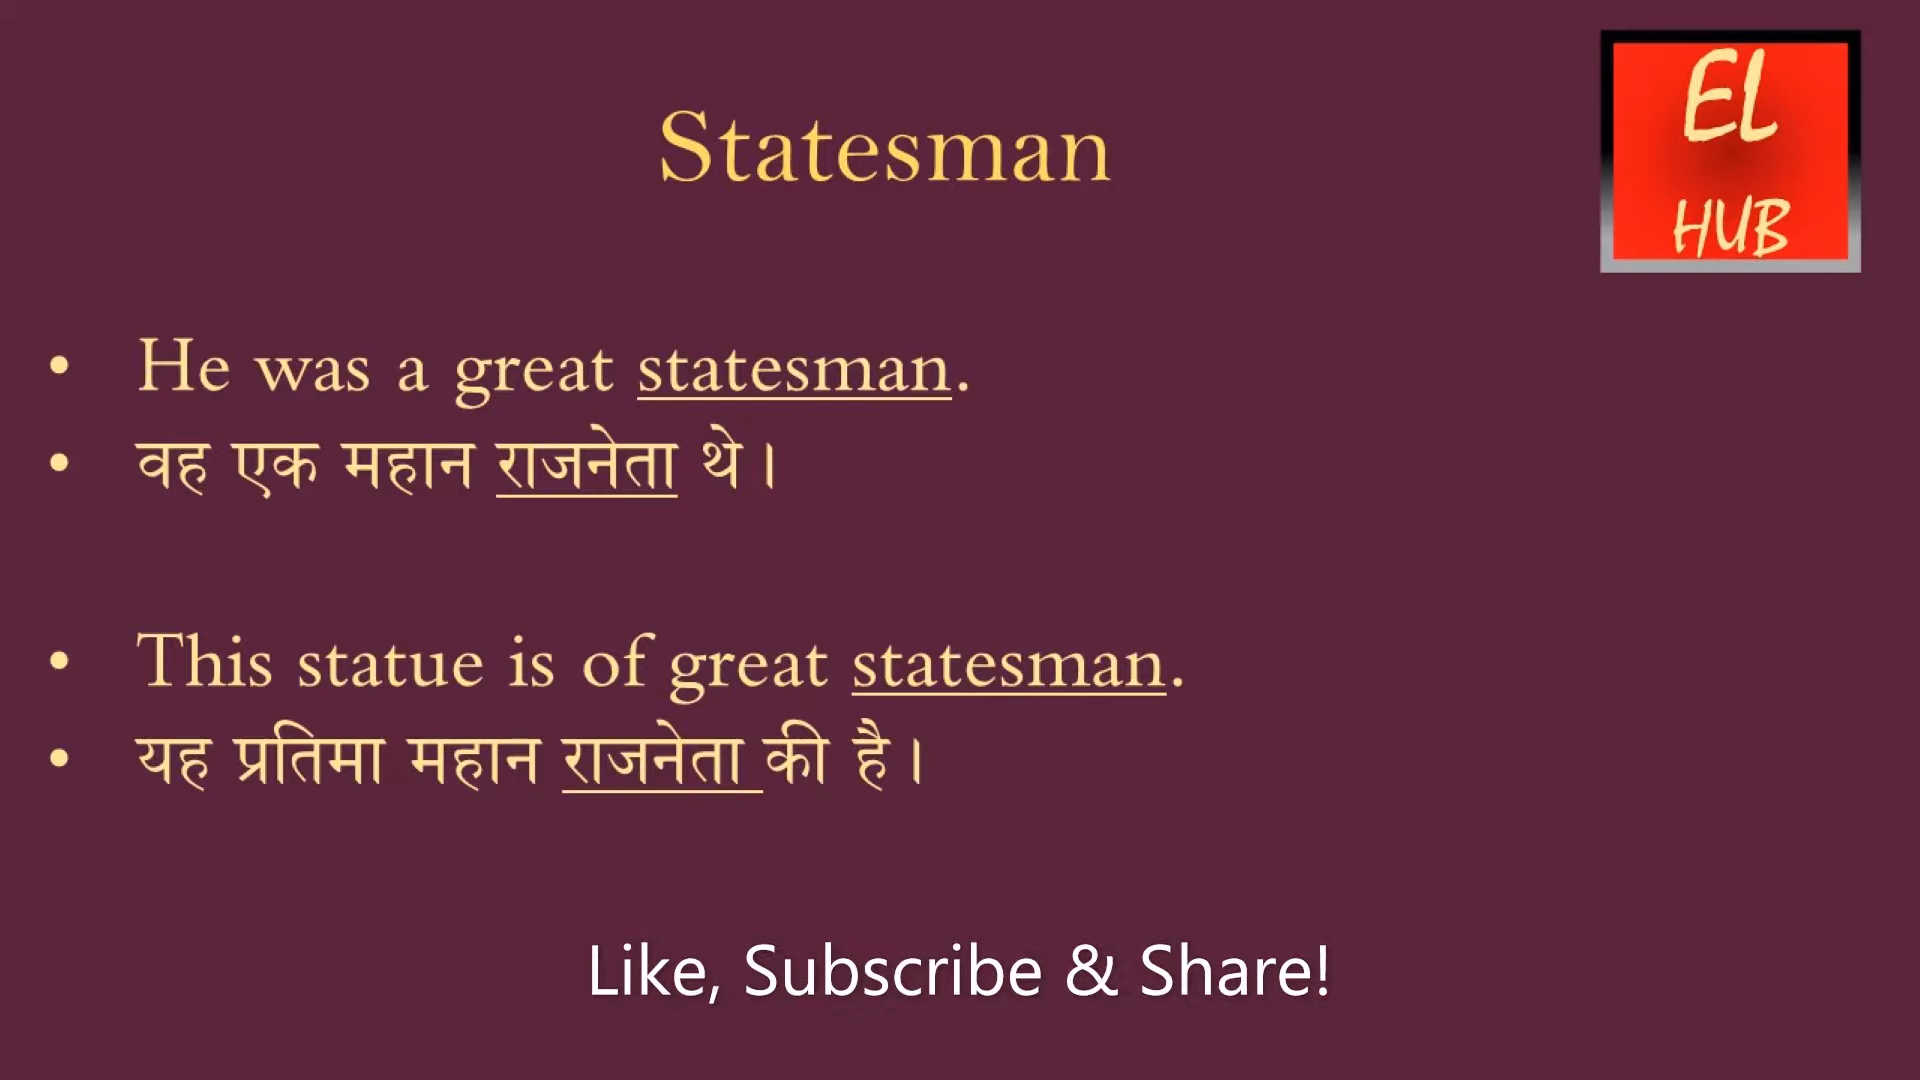 EL
HUB
Statesman
• He was a great statesman.
• वह एक महान राजनेता थे।
• This statue is of great statesman.
• यह प्रतिमा महान राजनेता की है।
Like, Subscribe & Share!